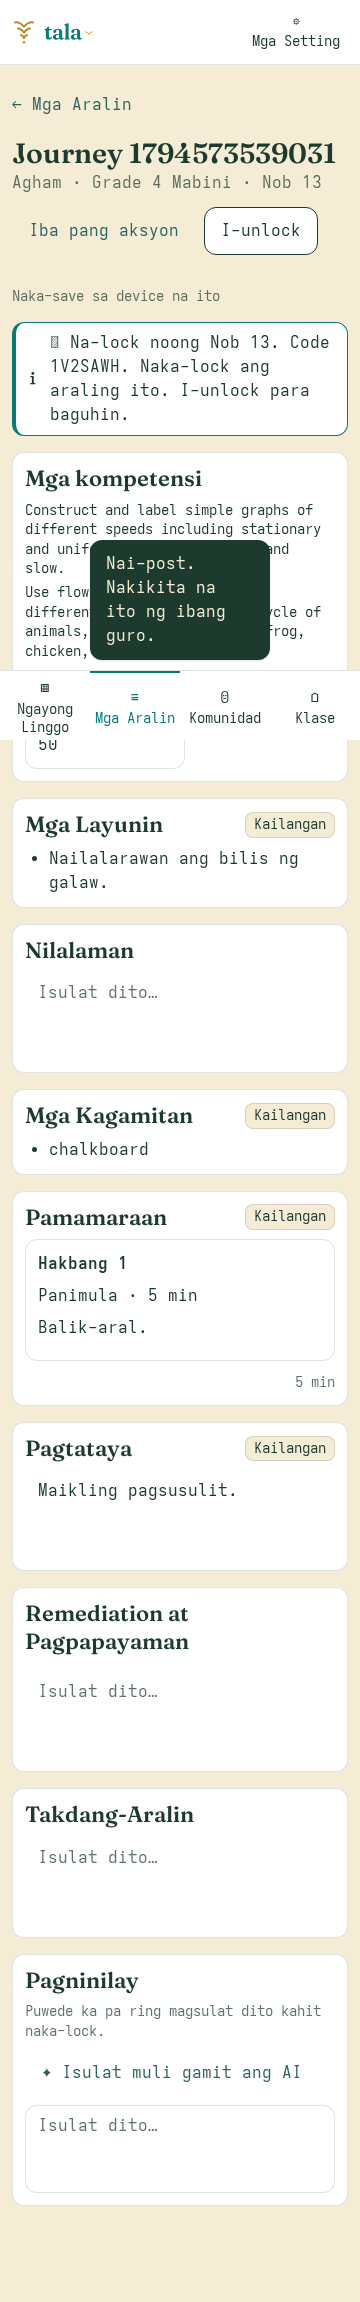 tala
Mga Setting
← Mga Aralin
Journey 1794573539031
Agham · Grade 4 Mabini · Nob 13
Iba pang aksyon
I-unlock
Naka-save sa device na ito
Na-lock noong Nob 13. Code
1V2SAWH. Naka-lock ang
araling ito. I-unlock para
baguhin.
Mga kompetensi
Construct and label simple graphs of
different speeds including stationary
and
and
slow.
Use
different
of
animals,
frog,
chicken,
Nai-post.
Nakikita na
ito ng ibang
guro.
Ngayong
Linggo
Mga Aralin
Komunidad
Klase
50
Mga Layunin
Kailangan
• Nailalarawan ang bilis ng
galaw.
Nilalaman
Isulat dito…
Mga Kagamitan
Kailangan
• chalkboard
Pamamaraan
Kailangan
Hakbang 1
Panimula · 5 min
Balik-aral.
5 min
Pagtataya
Kailangan
Maikling pagsusulit.
Remediation at
Pagpapayaman
Isulat dito…
Takdang-Aralin
Isulat dito…
Pagninilay
Puwede ka pa ring magsulat dito kahit
naka-lock.
✦ Isulat muli gamit ang AI
Isulat dito…